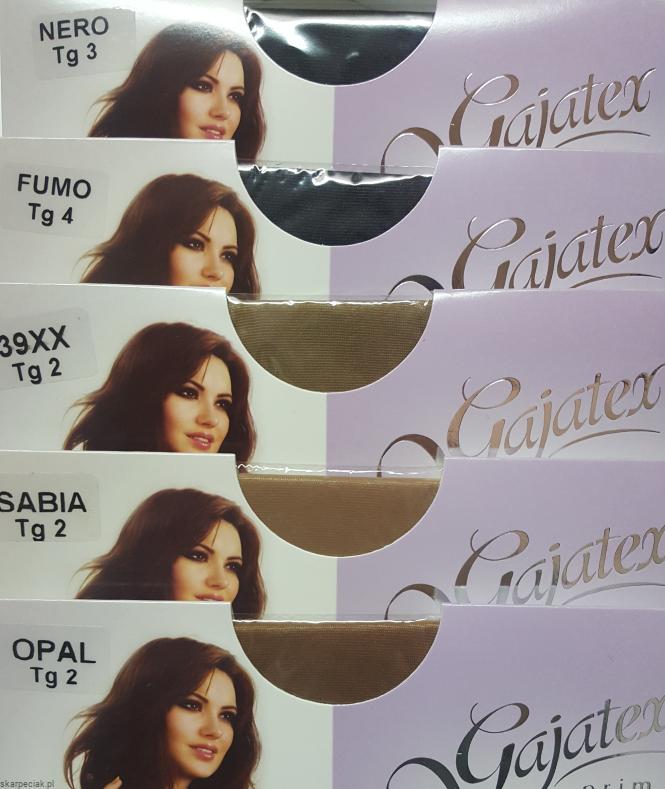 NERO
Tg 3
Gajatex
FUMO
Tg 4
Gajatex
39XX
Tg 2
Gajatex
SABIA
Tg 2
Gajatex
OPAL
Tg 2
Gajatex
prim
skarpeciak.pl